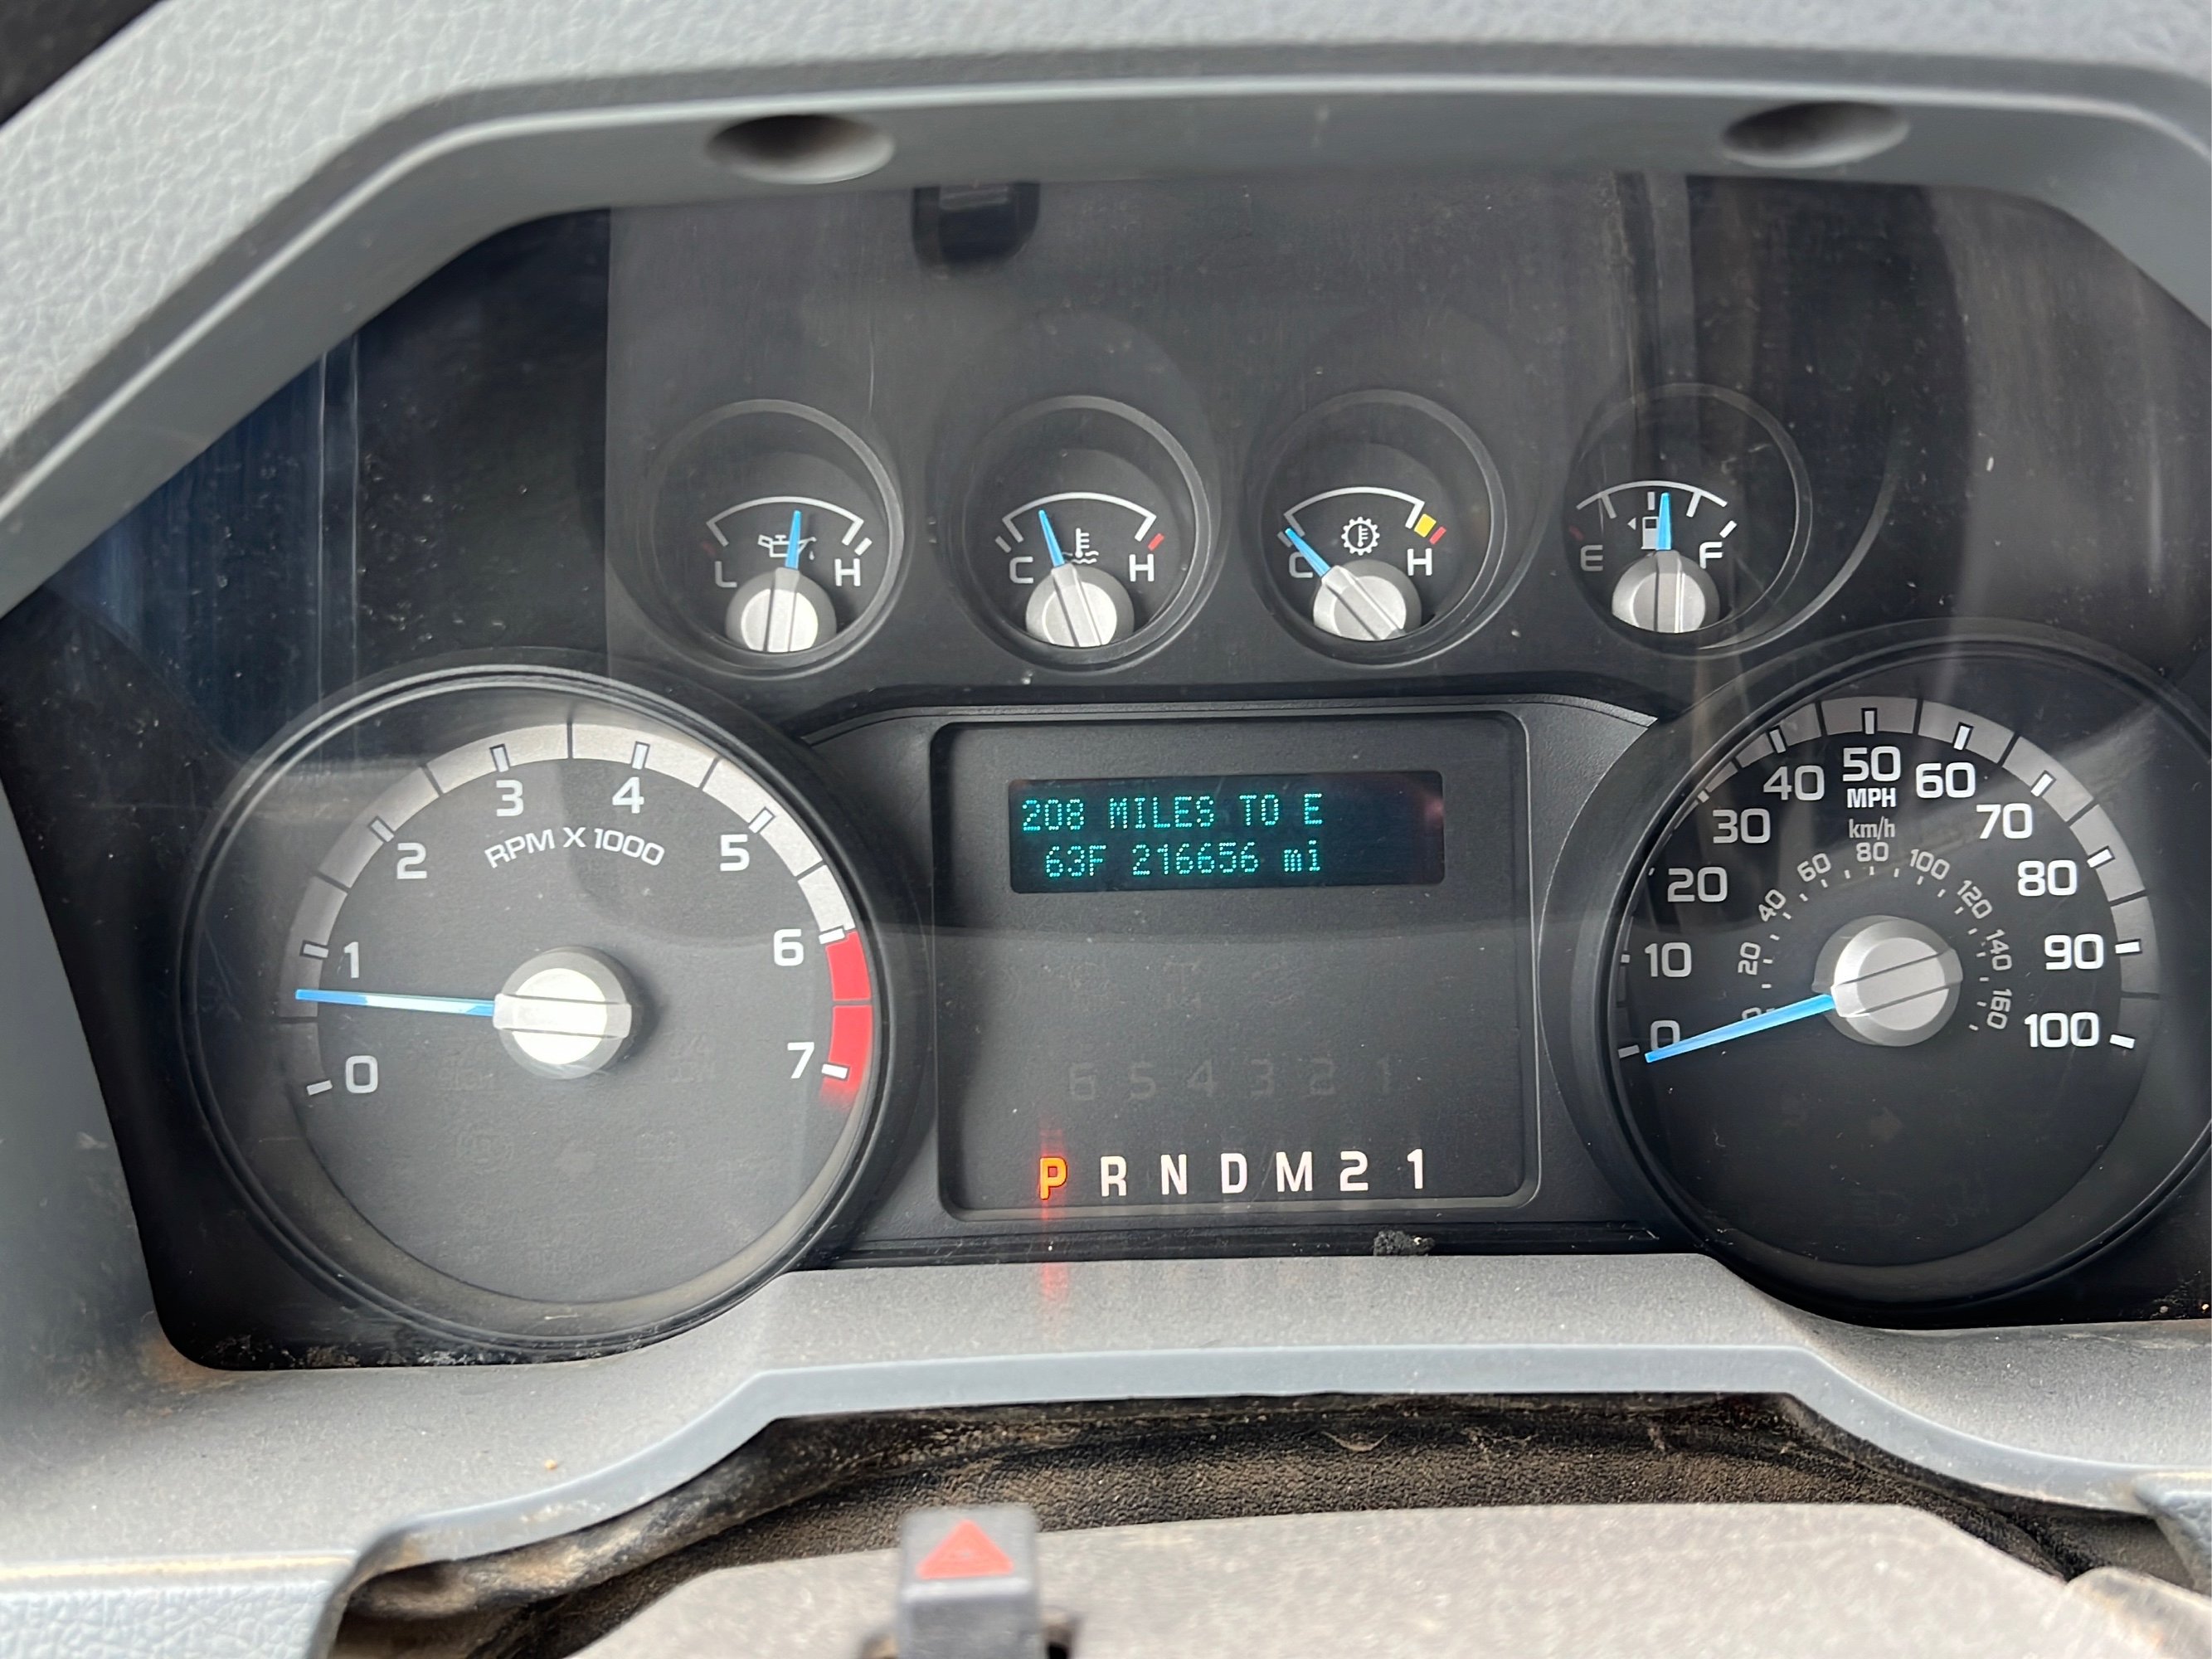 L H
C H
C H
E F
0 1 2 3 4 5 6 7
RPM X 1000
208 MILES TO E
63F 216656 mi
6 5 4 3 2 1
P R N D M 2 1
0 10 20 30 40 50 60 70 80 90 100
MPH
km/h
20 40 60 80 100 120 140 160